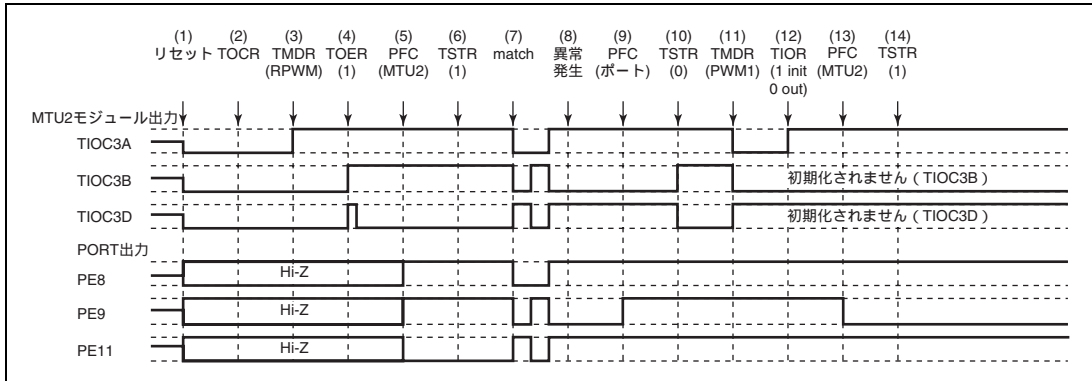 (1) (2) (3) (4) (5) (6) (7) (8) (9) (10) (11) (12) (13) (14)
リセット TOCR TMDR TOER PFC TSTR match 異常 PFC TSTR TMDR TIOR PFC TSTR
(RPWM) (1) (MTU2) (1) 発生 (ポート) (0) (PWM1) (1 init (MTU2) (1)
0 out)
MTU2モジュール出力
TIOC3A
TIOC3B 初期化されません(TIOC3B)
TIOC3D 初期化されません(TIOC3D)
PORT出力
PE8 Hi-Z
PE9 Hi-Z
PE11 Hi-Z